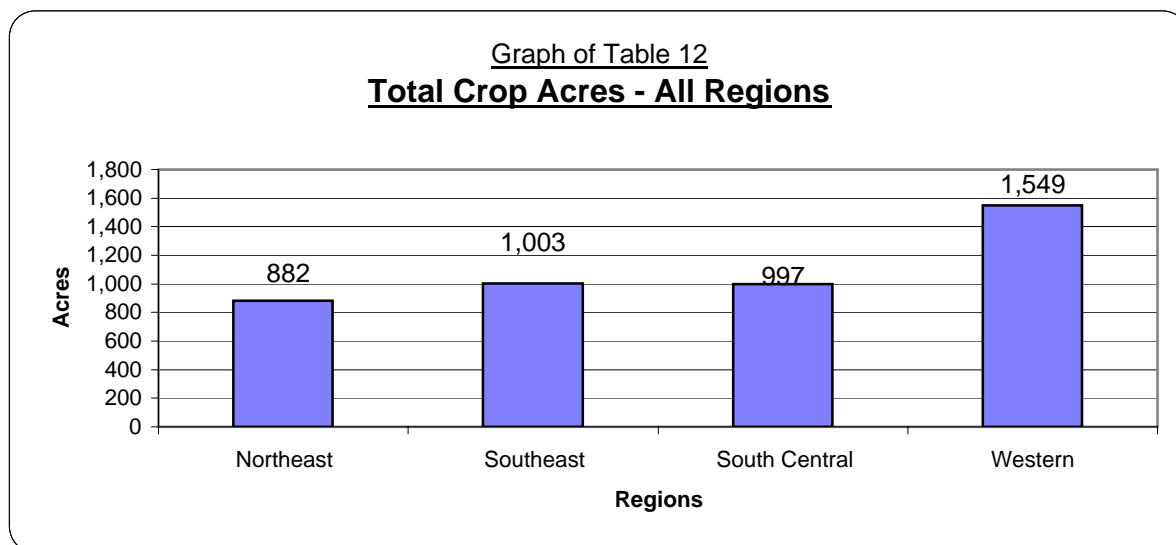 Graph of Table 12
Total Crop Acres - All Regions
1,800
1,600
1,400
1,200
1,000
800
600
400
200
0
Acres
882
1,003
997
1,549
Northeast Southeast South Central Western
Regions